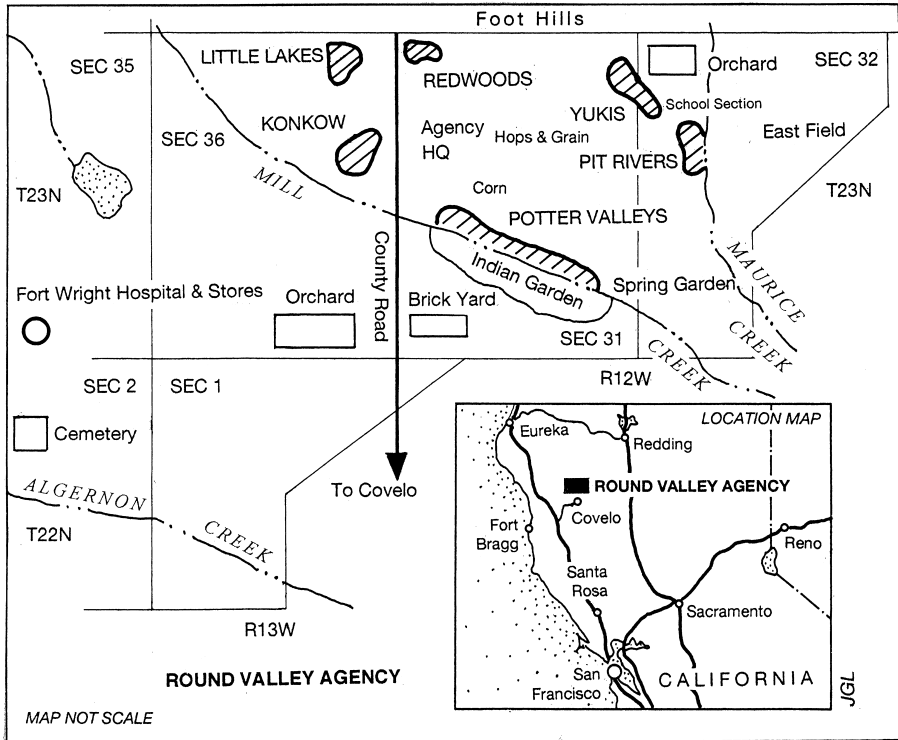 Foot Hills
SEC 35
LITTLE LAKES
REDWOODS
Orchard
SEC 32
SEC 36
KONKOW
Agency
HQ
Hops & Grain
YUKIS
School Section
East Field
PIT RIVERS
T23N
T23N
MILL
Corn
POTTER VALLEYS
County Road
Indian Garden
Spring Garden
MAURICE
CREEK
Fort Wright Hospital & Stores
Orchard
Brick Yard
SEC 31
CREEK
R12W
SEC 2
SEC 1
Cemetery
To Covelo
ALGERNON
CREEK
T22N
R13W
ROUND VALLEY AGENCY
MAP NOT SCALE
LOCATION MAP
Eureka
Redding
ROUND VALLEY AGENCY
Covelo
Fort
Bragg
Reno
Santa
Rosa
Sacramento
San
Francisco
CALIFORNIA
JGL